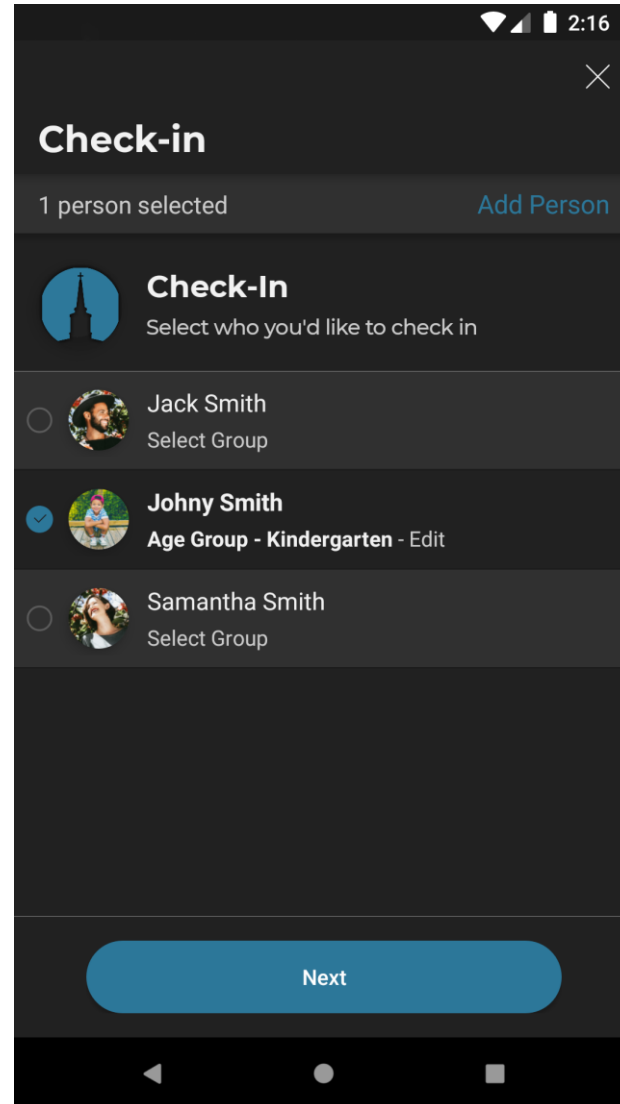 2:16
Check-in
1 person selected
Add Person
Check-In
Select who you'd like to check in
Jack Smith
Select Group
Johny Smith
Age Group - Kindergarten - Edit
Samantha Smith
Select Group
Next